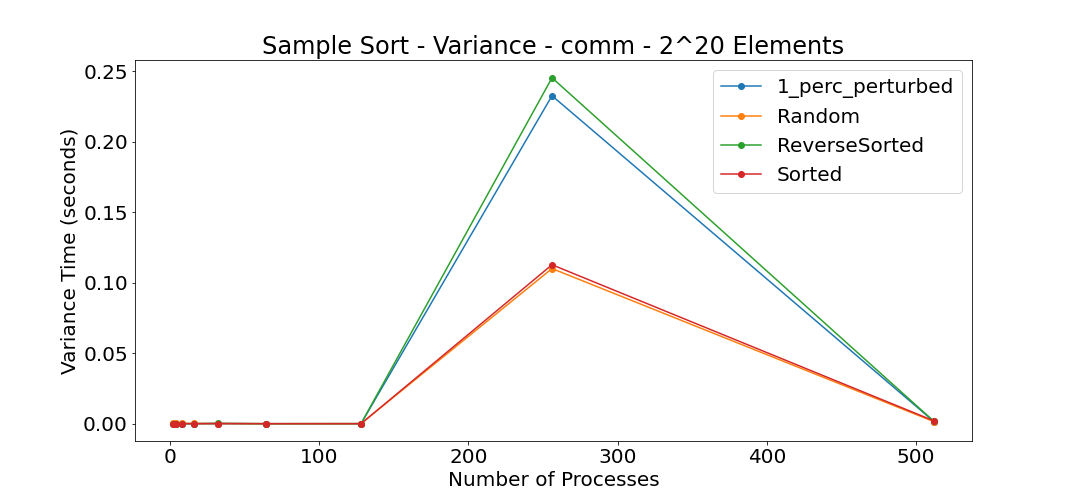 Sample Sort - Variance - comm - 2^20 Elements
0.25
0.20
0.15
0.10
0.05
0.00
Variance Time (seconds)
1_perc_perturbed
Random
ReverseSorted
Sorted
0 100 200 300 400 500
Number of Processes